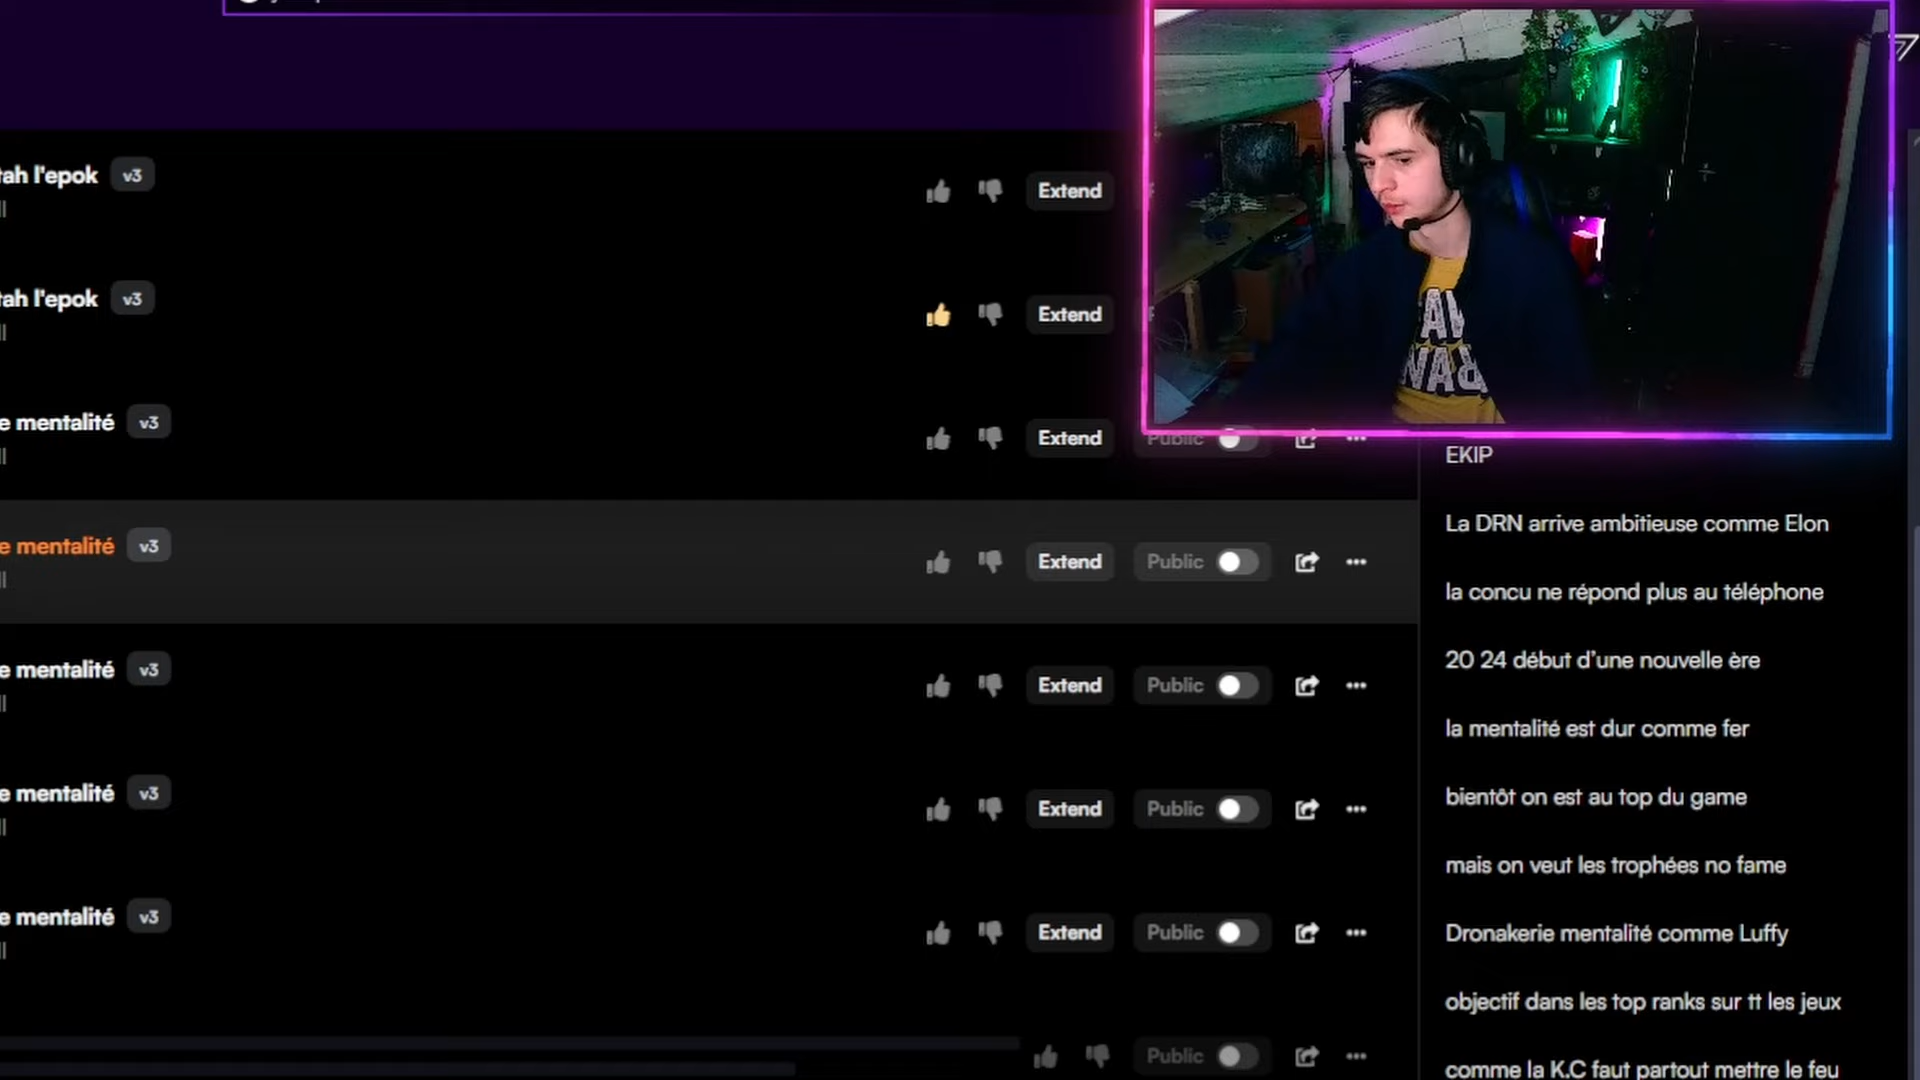 tah l'epok v3
Extend
tah l'epok v3
Extend
e mentalité v3
Extend Public
EKIP
La DRN arrive ambitieuse comme Elon
e mentalité v3
Extend Public
la concu ne répond plus au téléphone
20 24 début d'une nouvelle ère
e mentalité v3
Extend Public
la mentalité est dur comme fer
bientôt on est au top du game
e mentalité v3
Extend Public
mais on veut les trophées no fame
e mentalité v3
Extend Public
Dronakerie mentalité comme Luffy
objectif dans les top ranks sur tt les jeux
Public
comme la K.C faut partout mettre le feu